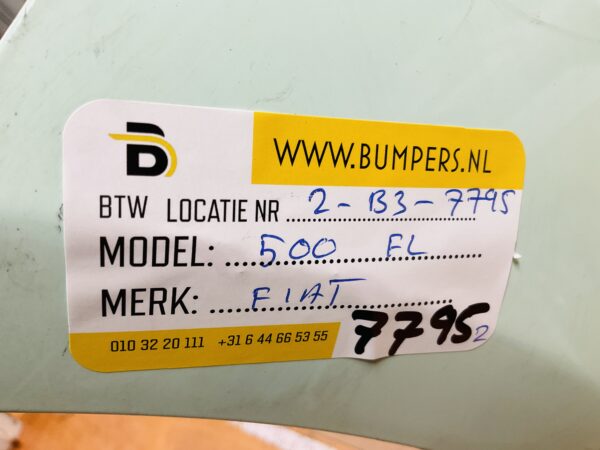 B
WWW.BUMPERS.NL
BTW LOCATIE NR 2-B3-7795
MODEL: 500 FL
MERK: FIAT
010 32 20 111 +31 6 44 66 53 55
7795 2